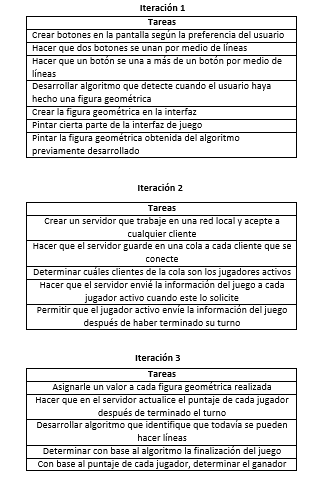 Iteración 1
Tareas
Crear botones en la pantalla según la preferencia del usuario
Hacer que dos botones se unan por medio de líneas
Hacer que un botón se una a más de un botón por medio de
líneas
Desarrollar algoritmo que detecte cuando el usuario haya
hecho una figura geométrica
Crear la figura geométrica en la interfaz
Pintar cierta parte de la interfaz de juego
Pintar la figura geométrica obtenida del algoritmo
previamente desarrollado
Iteración 2
Tareas
Crear un servidor que trabaje en una red local y acepte a
cualquier cliente
Hacer que el servidor guarde en una cola a cada cliente que se
conecte
Determinar cuáles clientes de la cola son los jugadores activos
Hacer que el servidor envié la información del juego a cada
jugador activo cuando este lo solicite
Permitir que el jugador activo envíe la información del juego
después de haber terminado su turno
Iteración 3
Tareas
Asignarle un valor a cada figura geométrica realizada
Hacer que en el servidor actualice el puntaje de cada jugador
después de terminado el turno
Desarrollar algoritmo que identifique que todavía se pueden
hacer líneas
Determinar con base al algoritmo la finalización del juego
Con base al puntaje de cada jugador, determinar el ganador